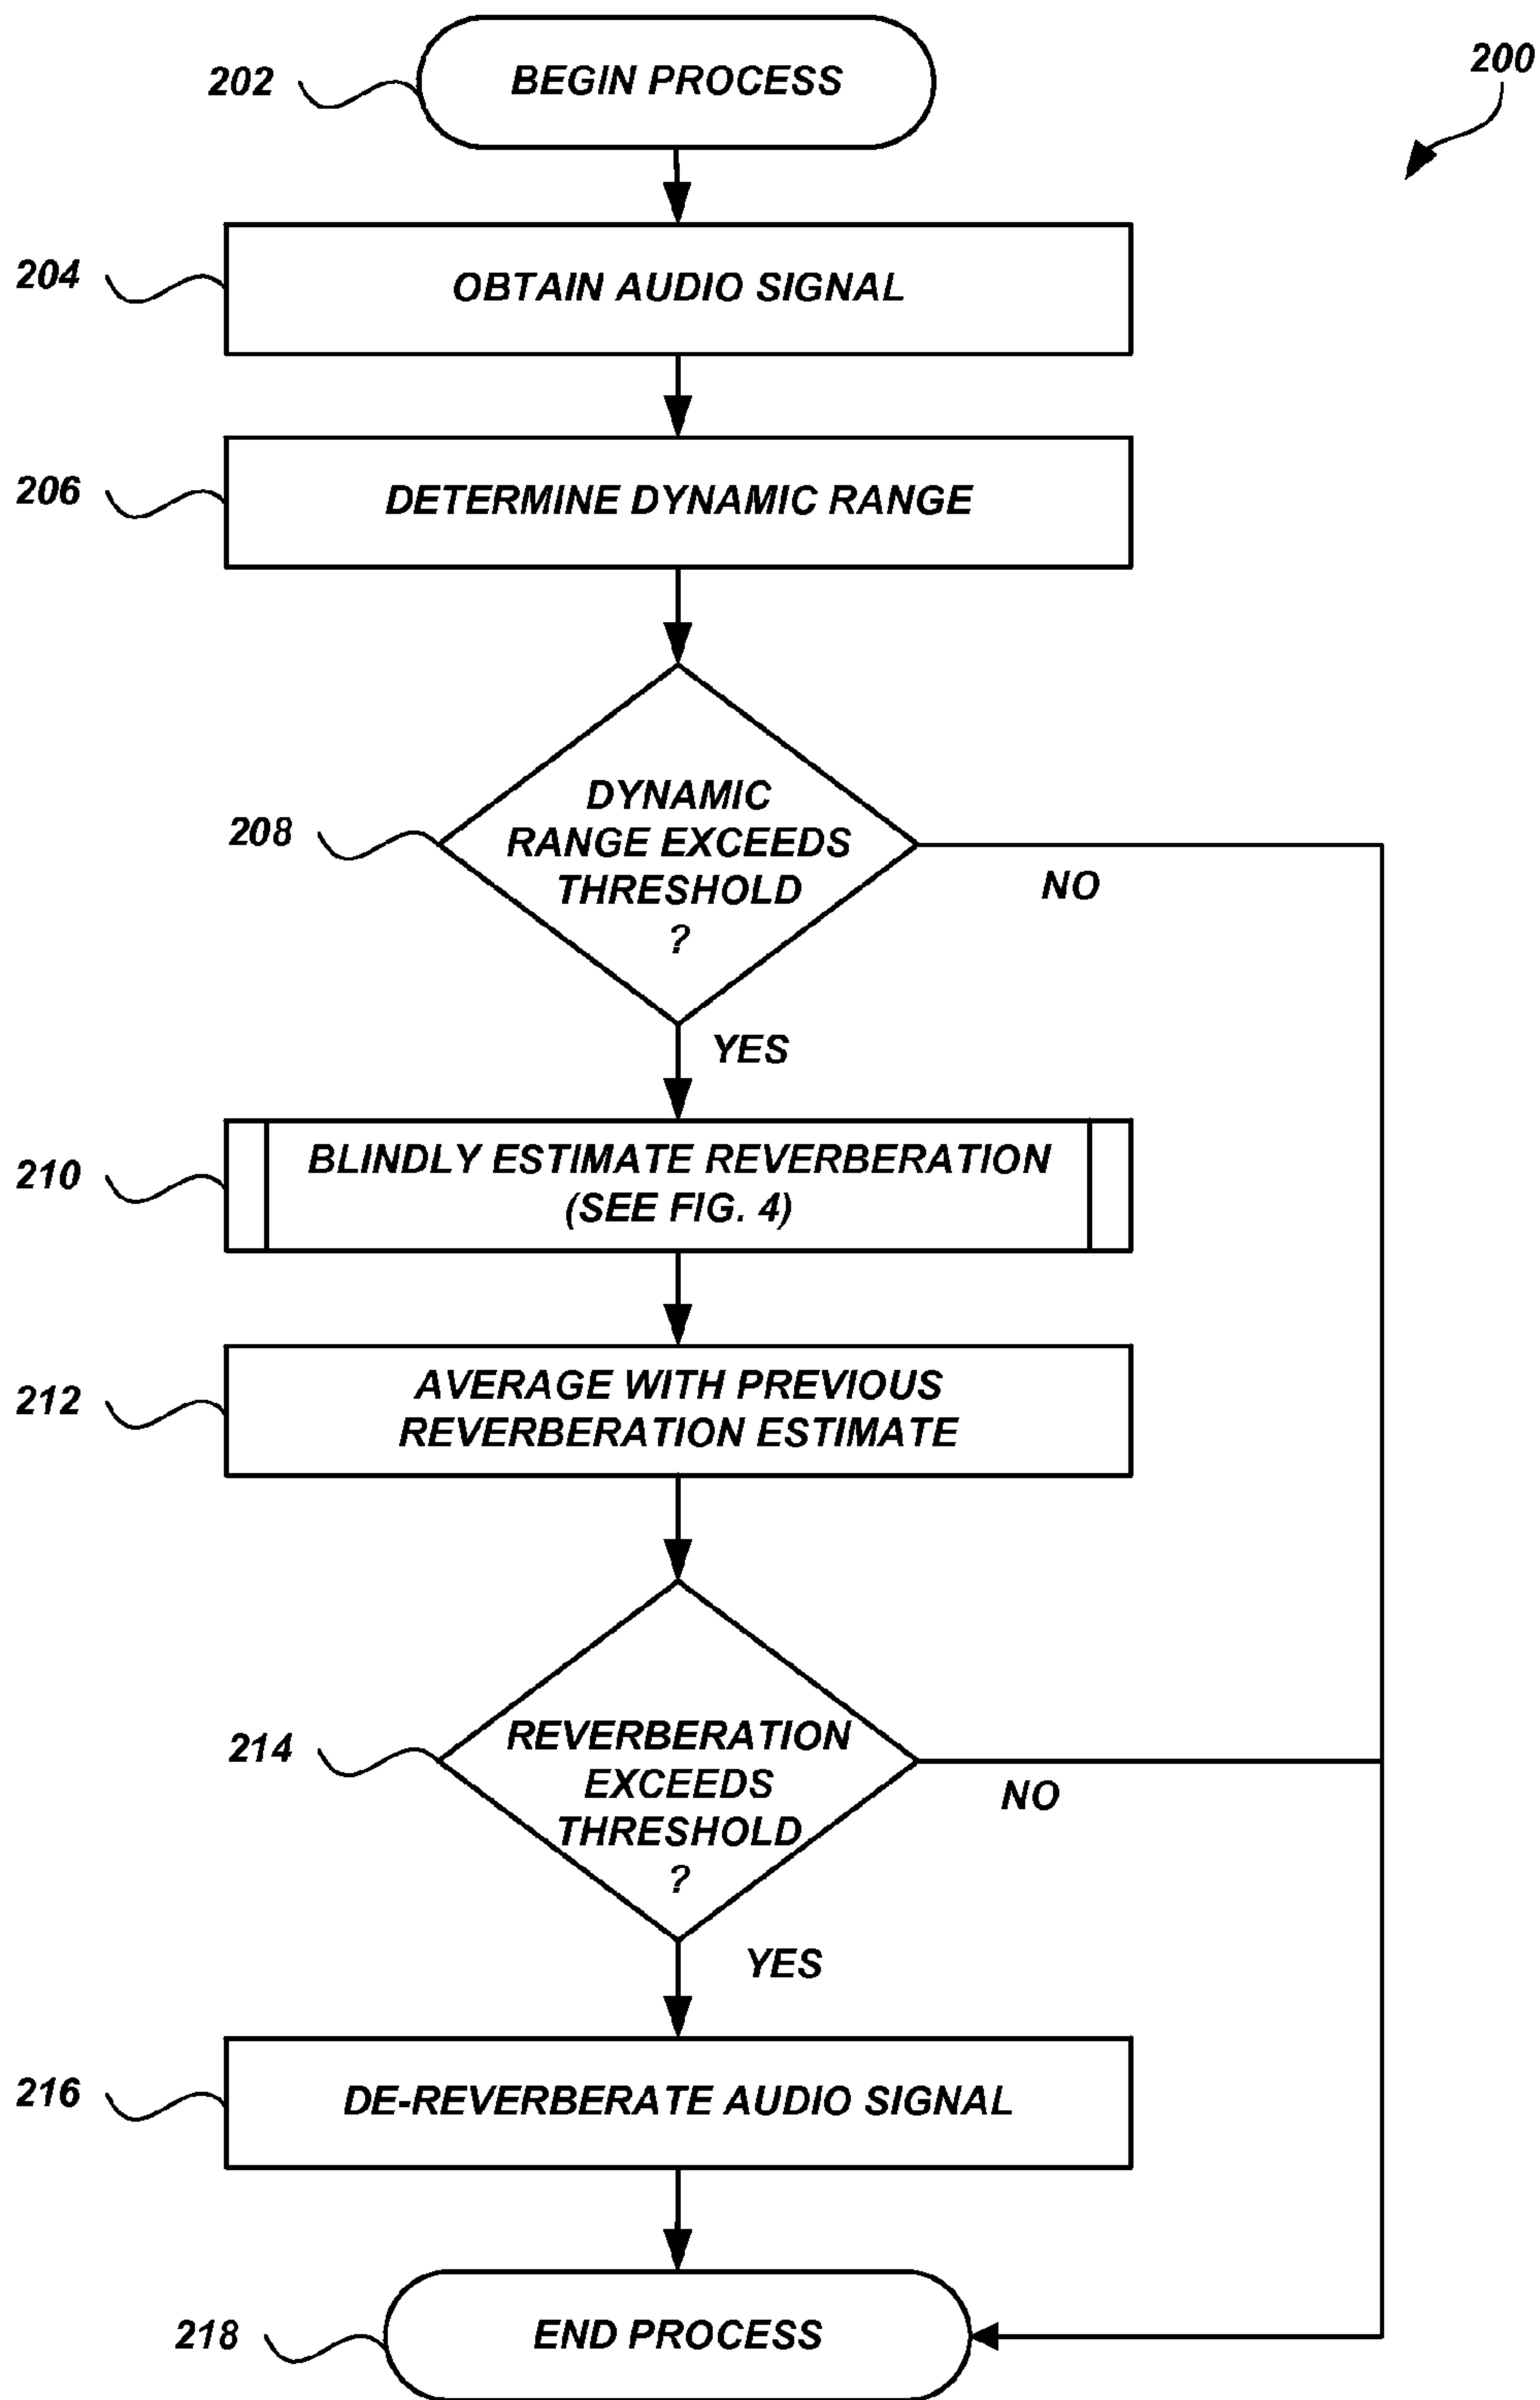 200
202
BEGIN PROCESS
204
OBTAIN AUDIO SIGNAL
206
DETERMINE DYNAMIC RANGE
208
DYNAMIC
RANGE EXCEEDS
THRESHOLD
?
NO
YES
210
BLINDLY ESTIMATE REVERBERATION
(SEE FIG. 4)
212
AVERAGE WITH PREVIOUS
REVERBERATION ESTIMATE
214
REVERBERATION
EXCEEDS
THRESHOLD
?
NO
YES
216
DE-REVERBERATE AUDIO SIGNAL
218
END PROCESS